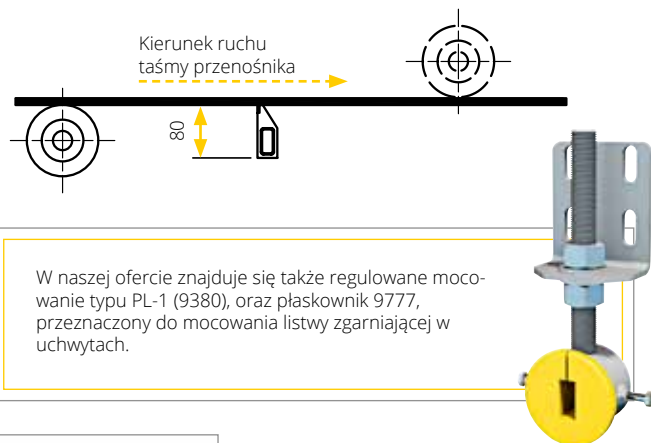 Kierunek ruchu
taśmy przenośnika
80
W naszej ofercie znajduje się także regulowane moco-
wanie typu PL-1 (9380), oraz płaskownik 9777,
przeznaczony do mocowania listwy zgarniającej w
uchwytach.